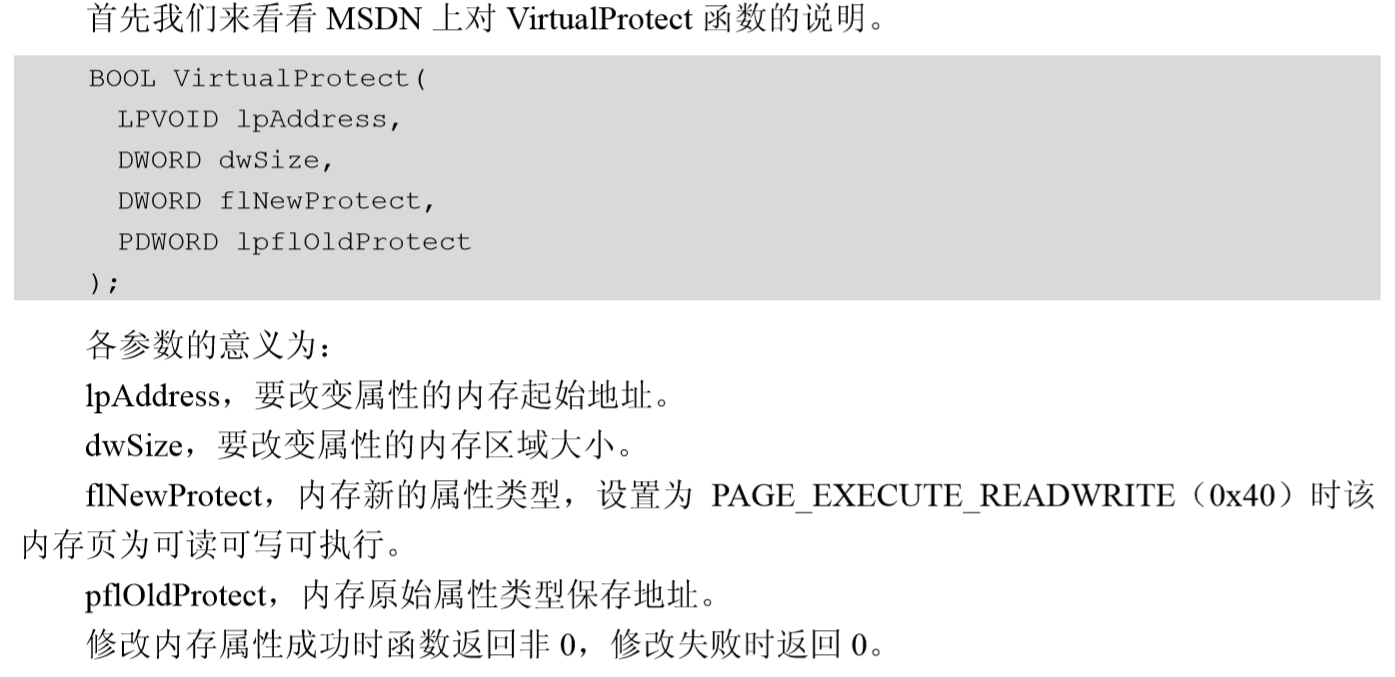 首先我们来看看 MSDN 上对 VirtualProtect 函数的说明。
BOOL VirtualProtect(
LPVOID lpAddress,
DWORD dwSize,
DWORD flNewProtect,
PDWORD lpflOldProtect
);
各参数的意义为：
lpAddress，要改变属性的内存起始地址。
dwSize，要改变属性的内存区域大小。
flNewProtect，内存新的属性类型，设置为 PAGE_EXECUTE_READWRITE（0x40）时该
内存页为可读可写可执行。
pflOldProtect，内存原始属性类型保存地址。
修改内存属性成功时函数返回非 0，修改失败时返回 0。